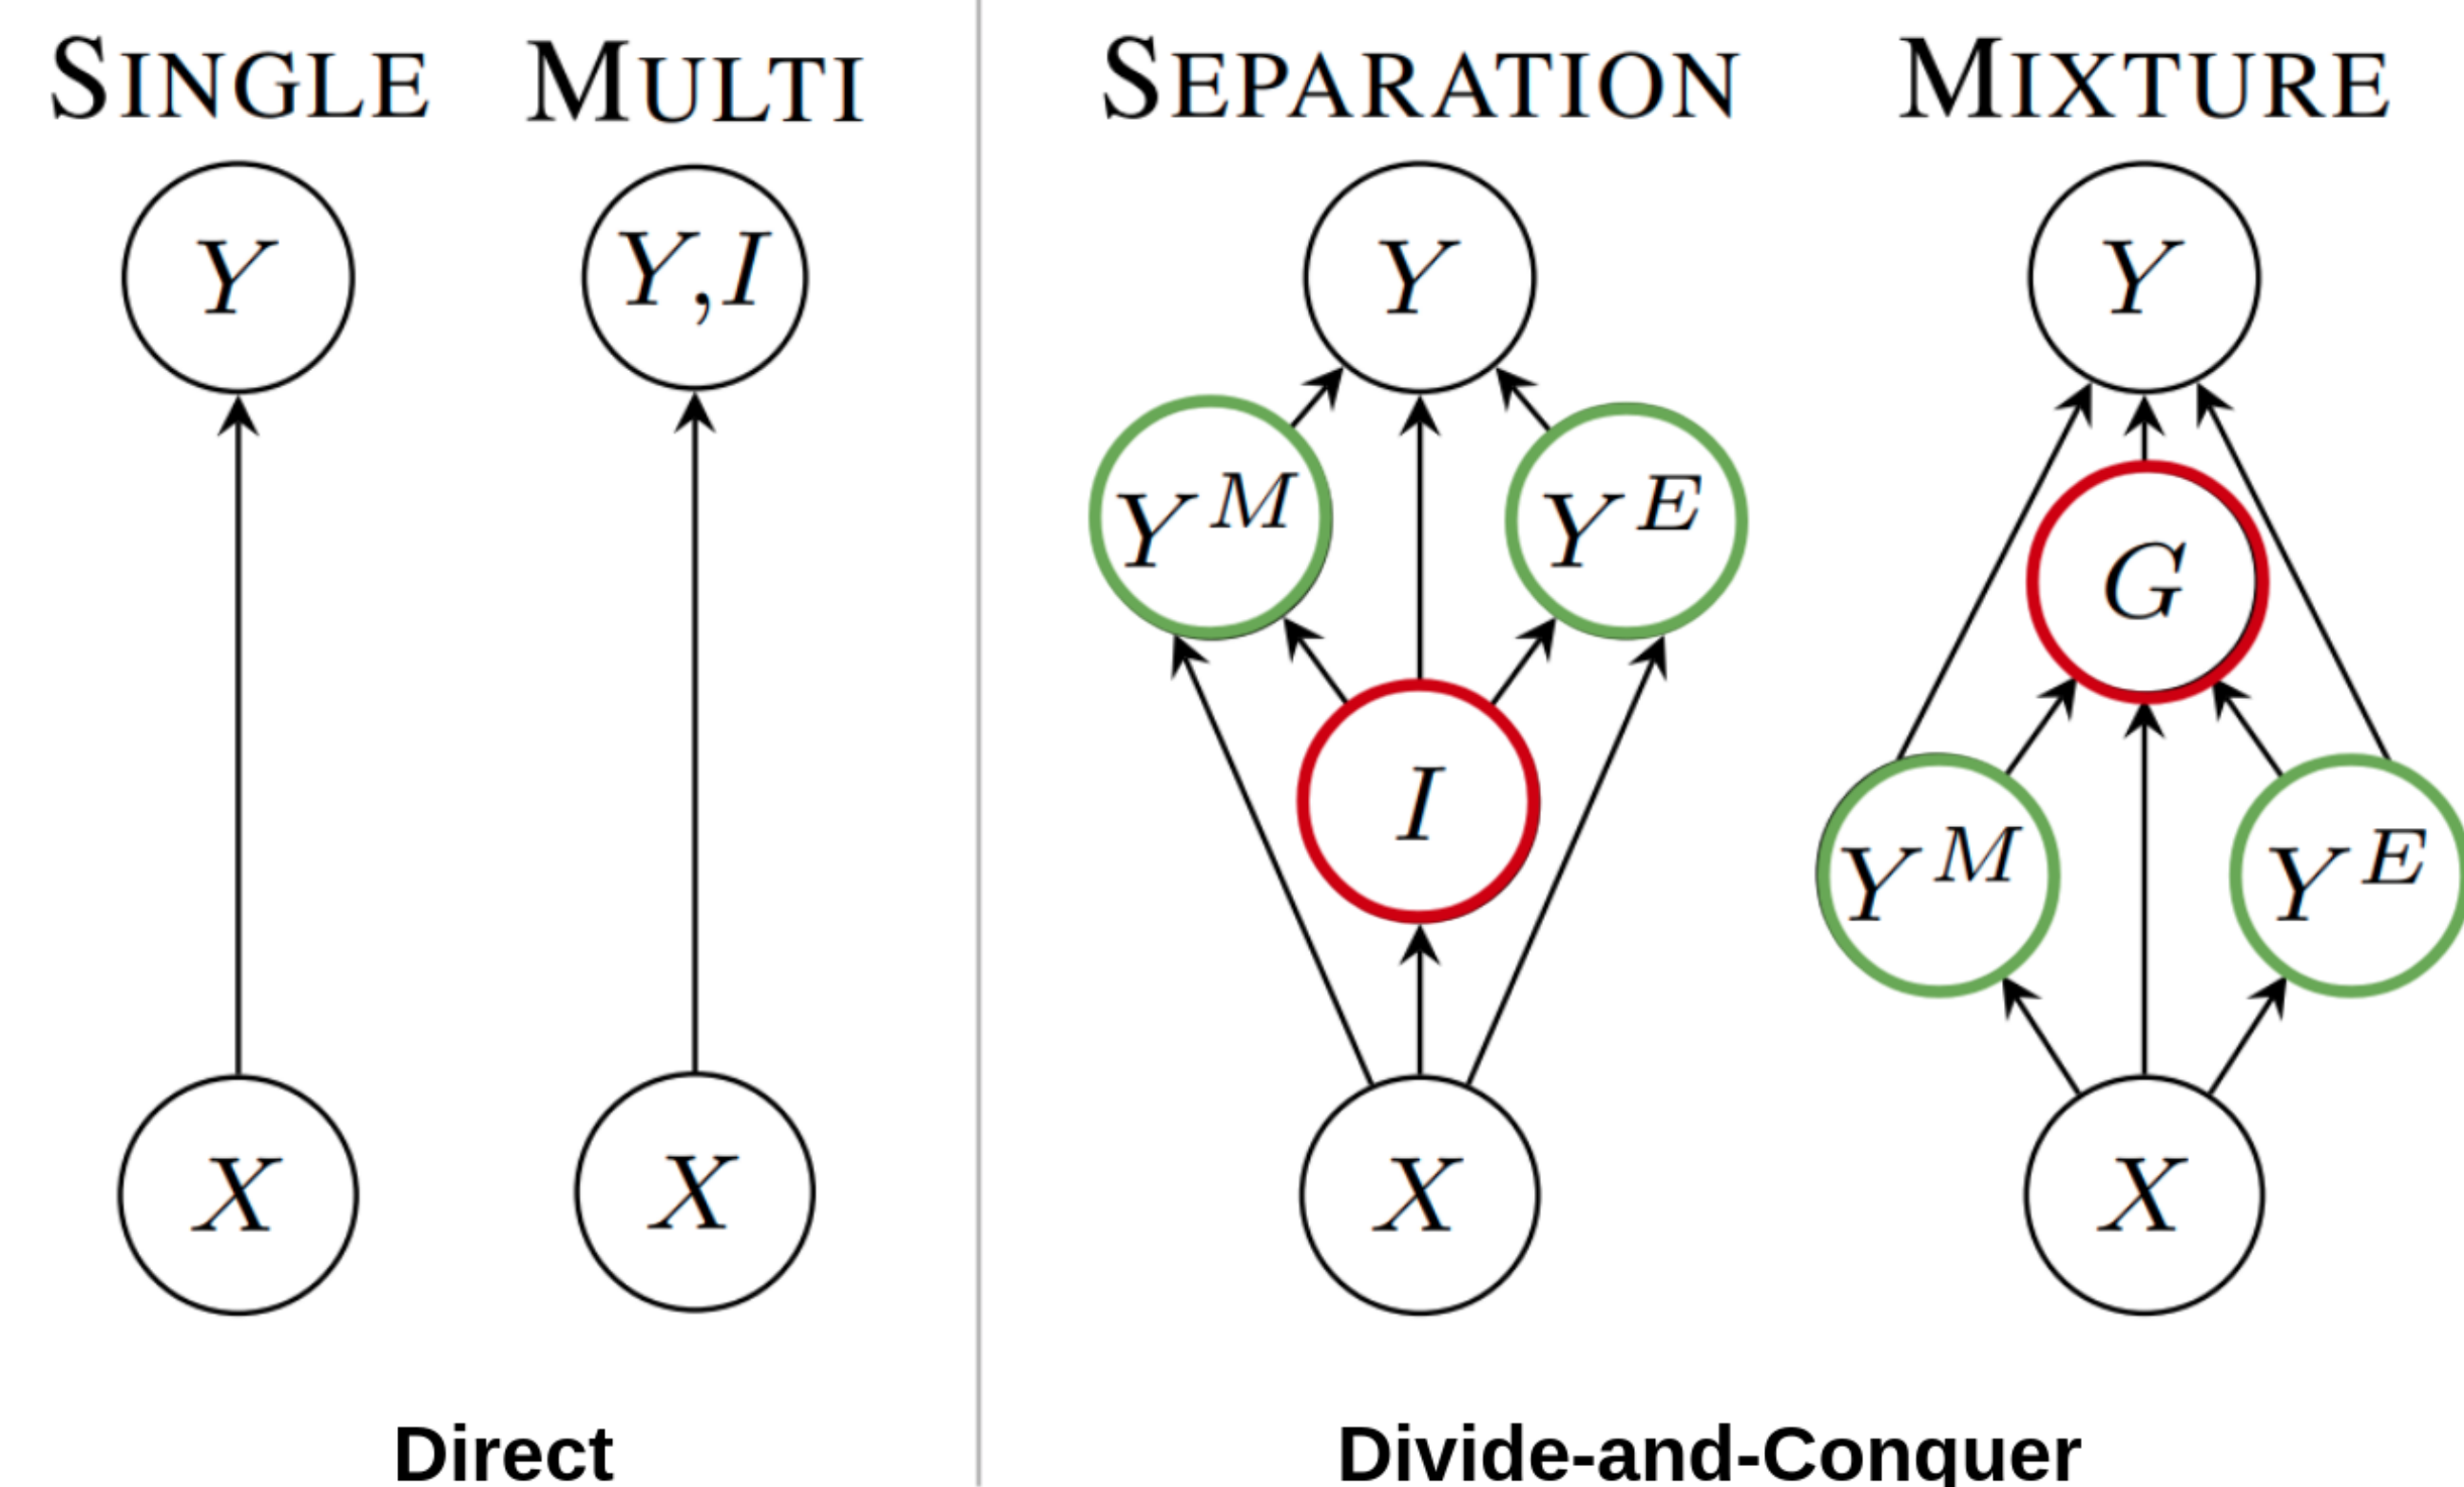 SINGLE MULTI SEPARATION MIXTURE
Y Y,I Y Y
Y^M Y^E G
I Y^M Y^E
X X X X
Direct Divide-and-Conquer